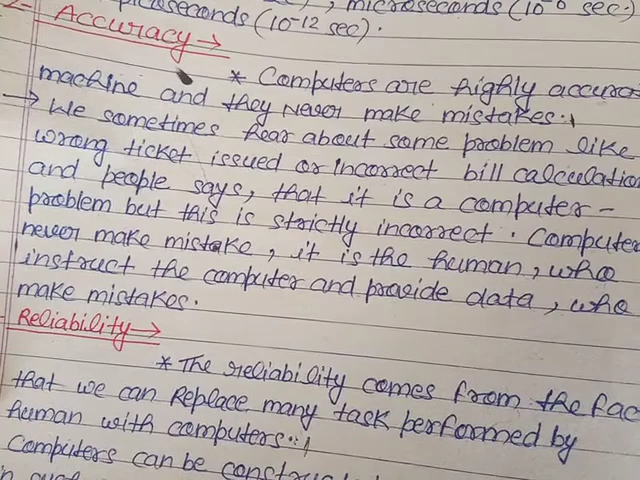 microseconds (10⁻⁶ sec.)
picoseconds (10⁻¹² sec).
2- Accuracy →
* Computers are highly accurate
machine and they never make mistakes.
→ We sometimes hear about some problem like
wrong ticket issued or incorrect bill calculation
and people says, that it is a computer -
problem but this is strictly incorrect. Computer
never make mistake, it is the human, who
instruct the computer and provide data, who
make mistakes.
Reliability →
* The reliability comes from the fac
that we can Replace many task performed by
human with computers.
Computers can be